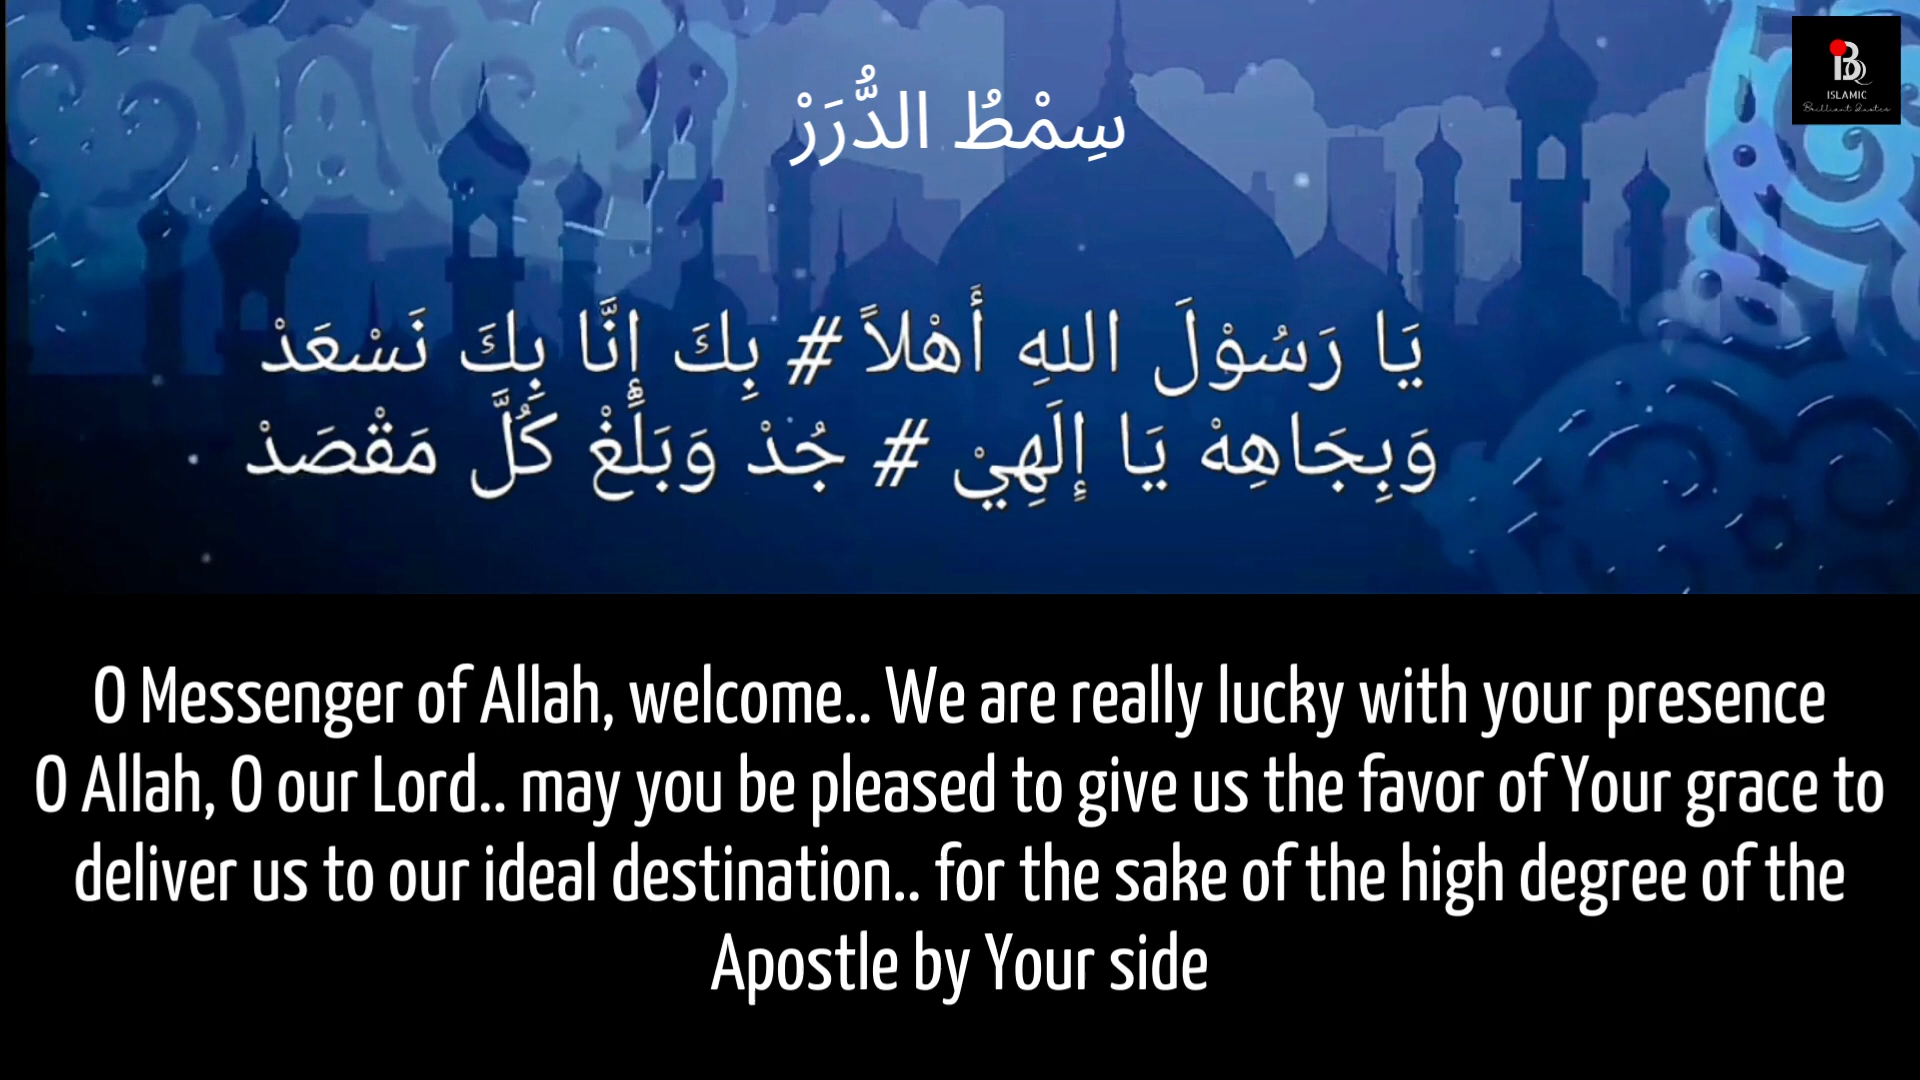 سِمْطُ الدُّرَرْ
يَا رَسُوْلَ اللهِ أَهْلاً # بِكَ إِنَّا بِكَ نَسْعَدْ
وَبِجَاهِهْ يَا إِلَهِيْ # جُدْ وَبَلِّغْ كُلَّ مَقْصَدْ
O Messenger of Allah, welcome.. We are really lucky with your presence
O Allah, O our Lord.. may you be pleased to give us the favor of Your grace to
deliver us to our ideal destination.. for the sake of the high degree of the
Apostle by Your side
ISLAMIC
Brilliant Quotes